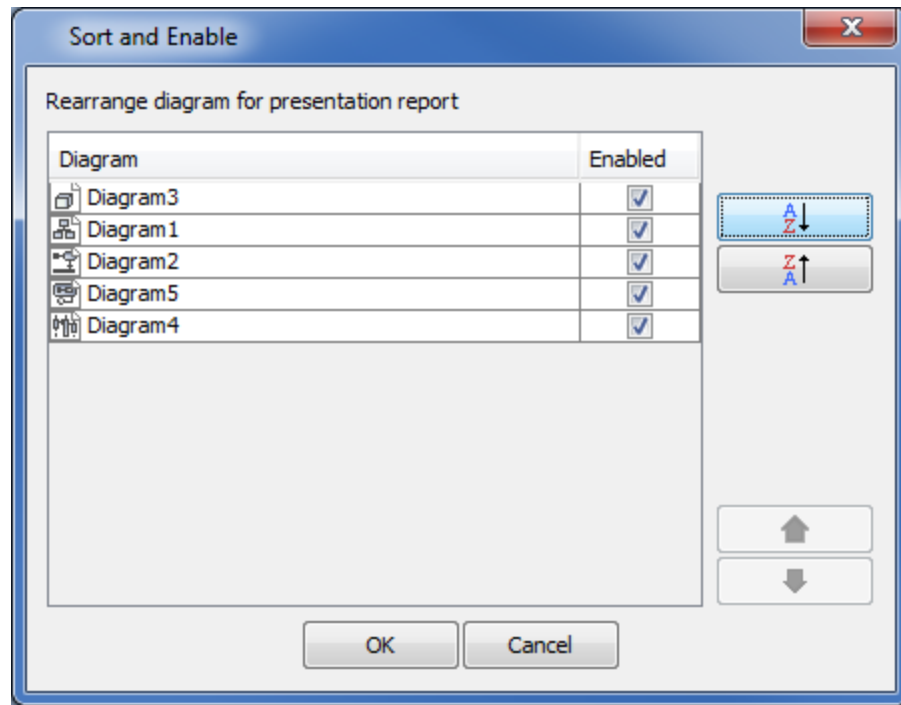 Sort and Enable
Rearrange diagram for presentation report
Diagram Enabled
Diagram3
Diagram1
Diagram2
Diagram5
Diagram4
A
Z
Z
A
OK Cancel